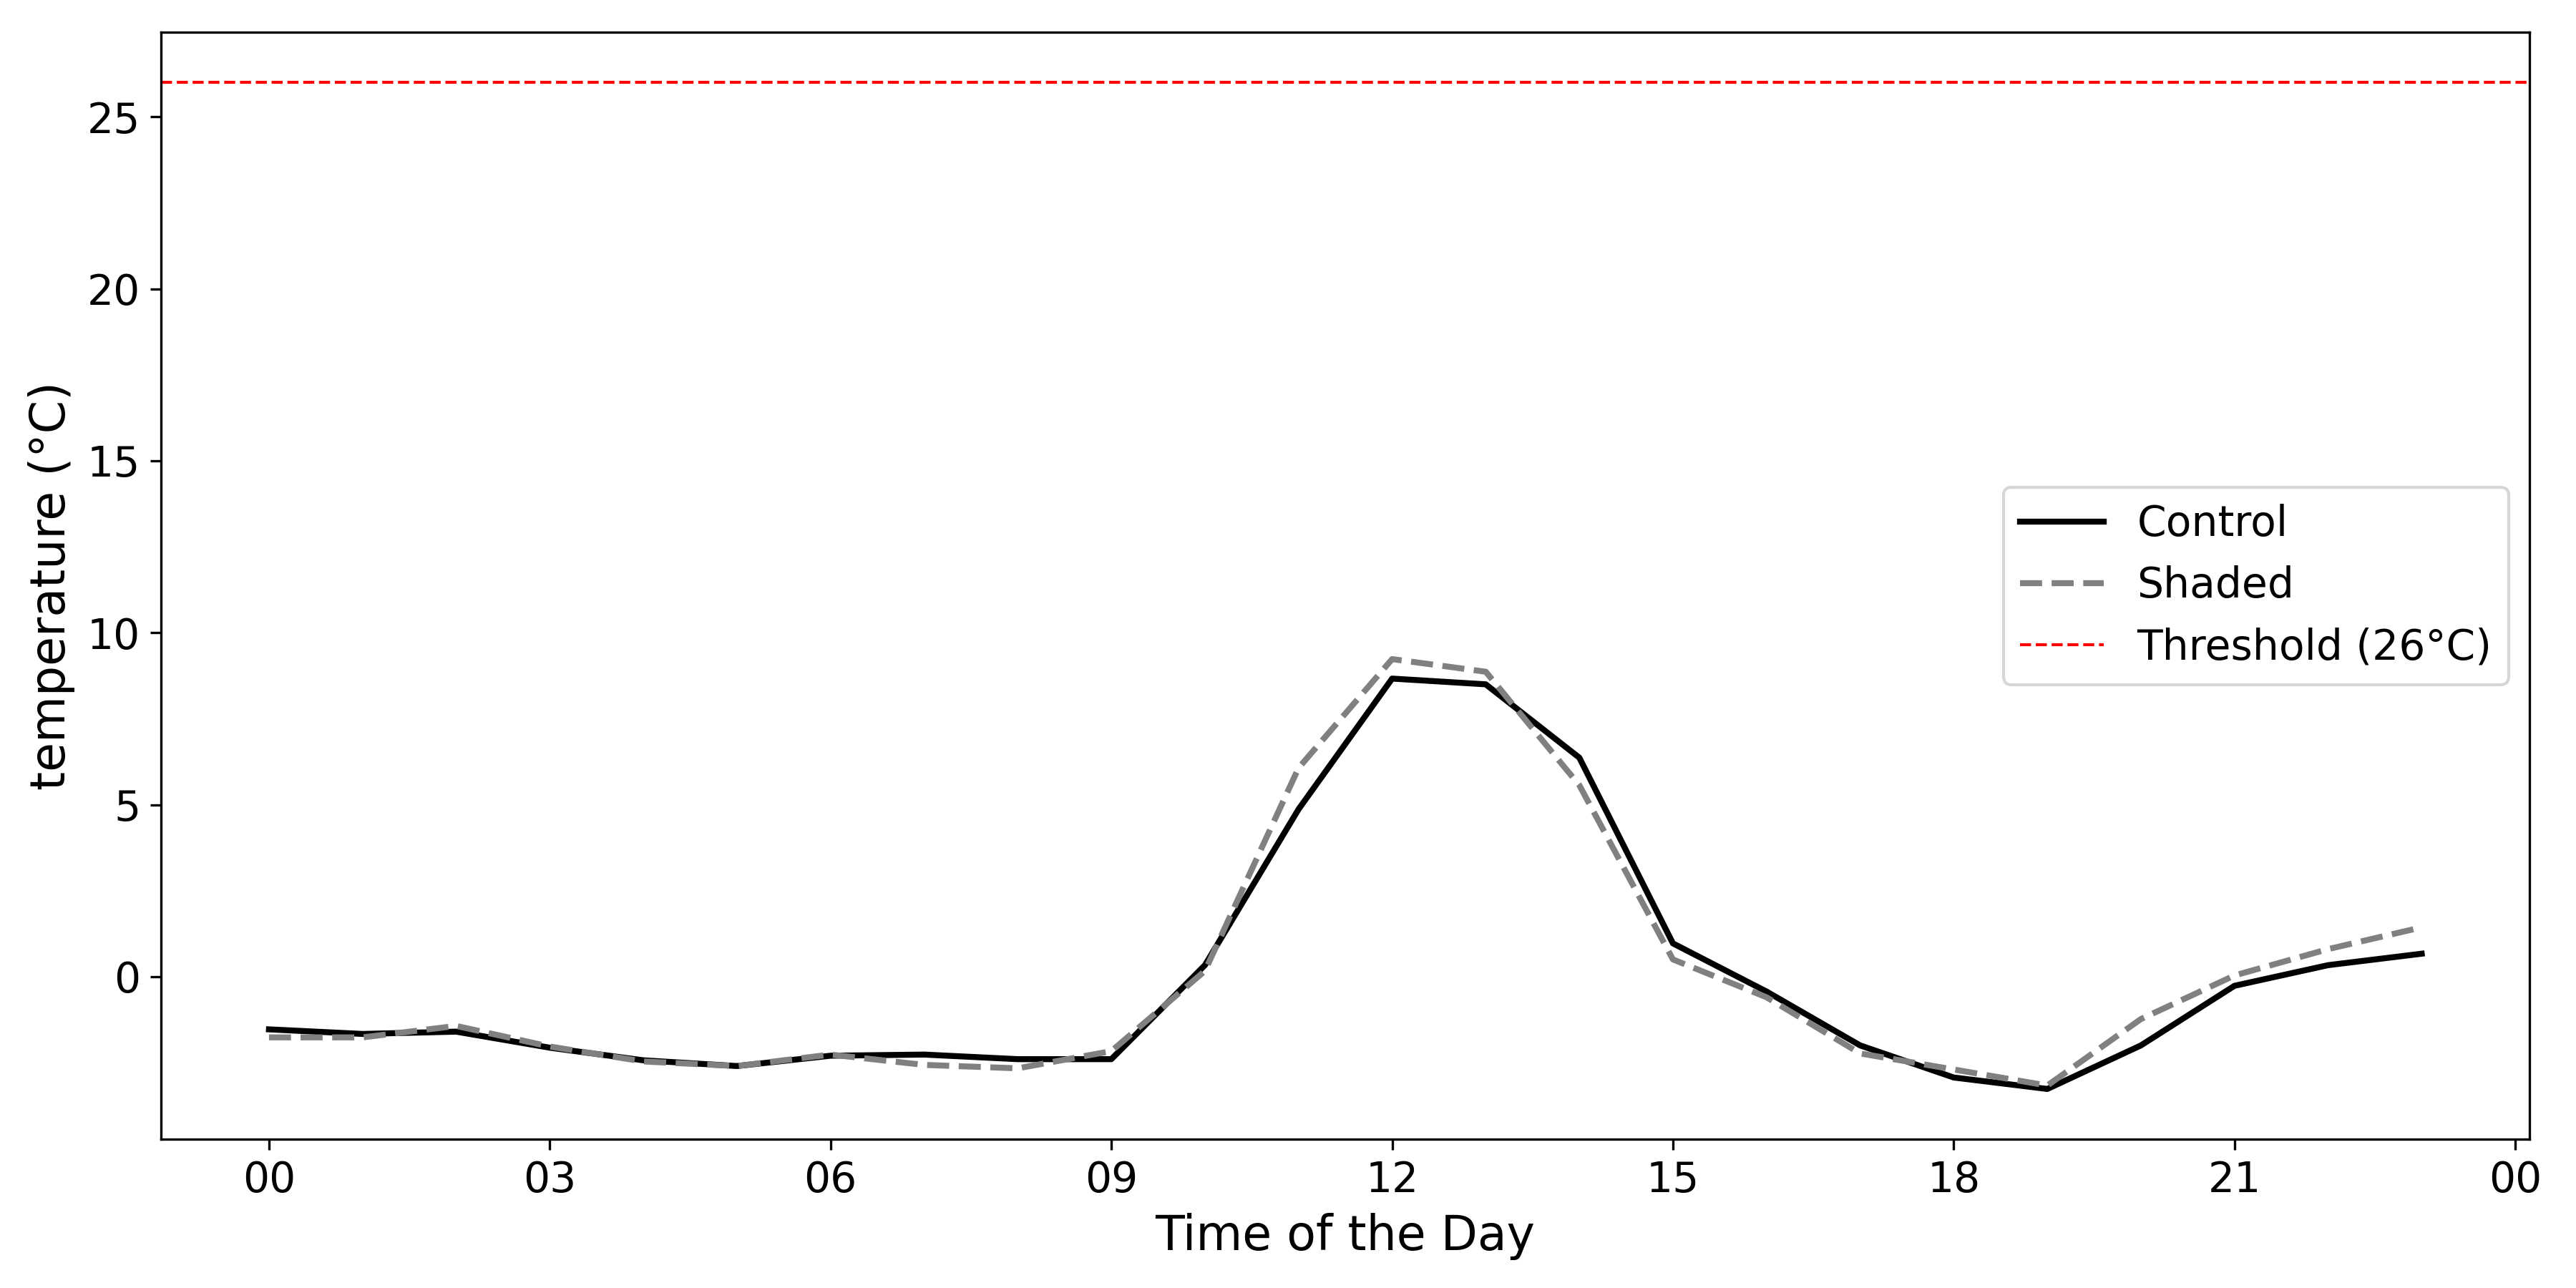 25
20
15
10
5
0
temperature (°C)
Control
Shaded
Threshold (26°C)
00 03 06 09 12 15 18 21 00
Time of the Day